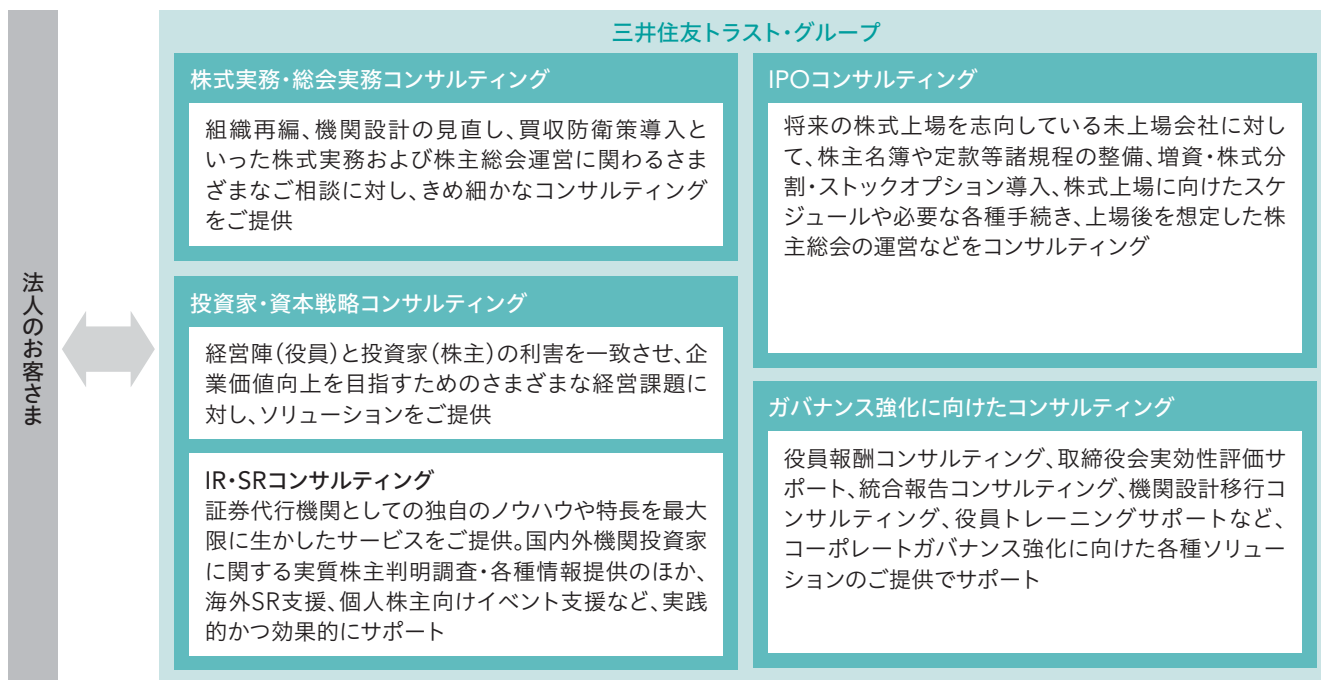 法人のお客さま
三井住友トラスト・グループ
株式実務・総会実務コンサルティング
組織再編、機関設計の見直し、買収防衛策導入と
いった株式実務および株主総会運営に関わるさま
ざまなご相談に対し、きめ細かなコンサルティング
をご提供
投資家・資本戦略コンサルティング
経営陣(役員)と投資家(株主)の利害を一致させ、企
業価値向上を目指すためのさまざまな経営課題に
対し、ソリューションをご提供
IR・SRコンサルティング
証券代行機関としての独自のノウハウや特長を最大
限に生かしたサービスをご提供。国内外機関投資家
に関する実質株主判明調査・各種情報提供のほか、
海外SR支援、個人株主向けイベント支援など、実践
的かつ効果的にサポート
IPOコンサルティング
将来の株式上場を志向している未上場会社に対し
て、株主名簿や定款等諸規程の整備、増資・株式分
割・ストックオプション導入、株式上場に向けたスケ
ジュールや必要な各種手続き、上場後を想定した株
主総会の運営などをコンサルティング
ガバナンス強化に向けたコンサルティング
役員報酬コンサルティング、取締役会実効性評価サ
ポート、統合報告コンサルティング、機関設計移行コ
ンサルティング、役員トレーニングサポートなど、
コーポレートガバナンス強化に向けた各種ソリュー
ションのご提供でサポート